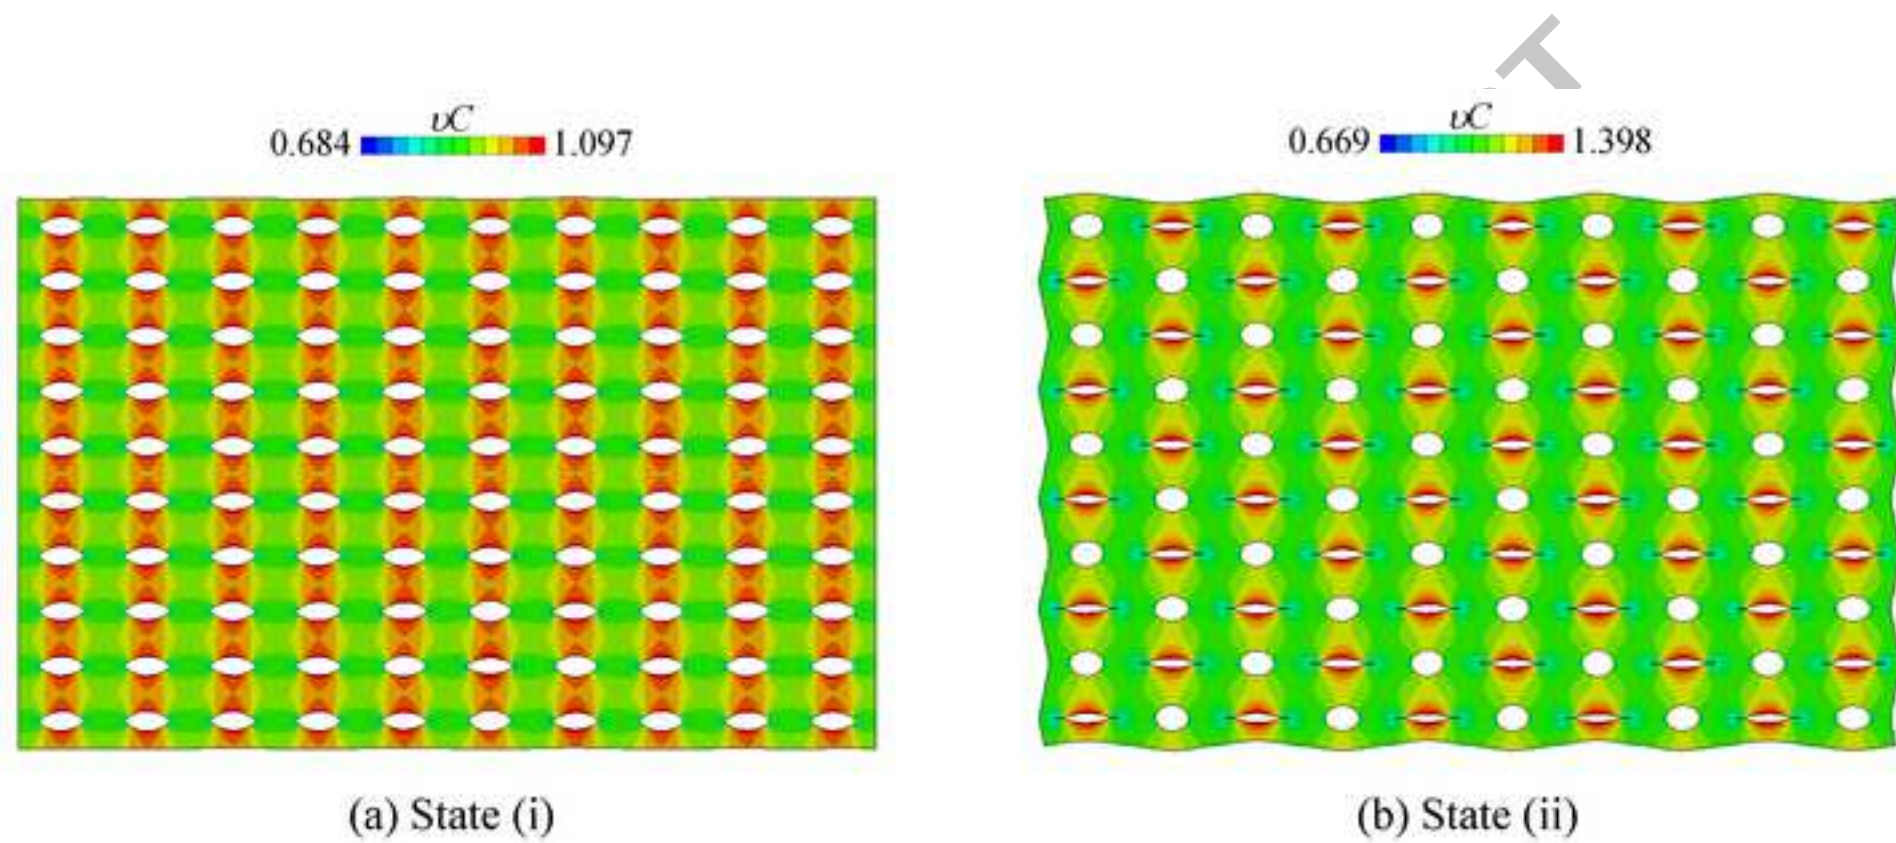 T
υC
0.684 1.097
υC
0.669 1.398
(a) State (i)
(b) State (ii)